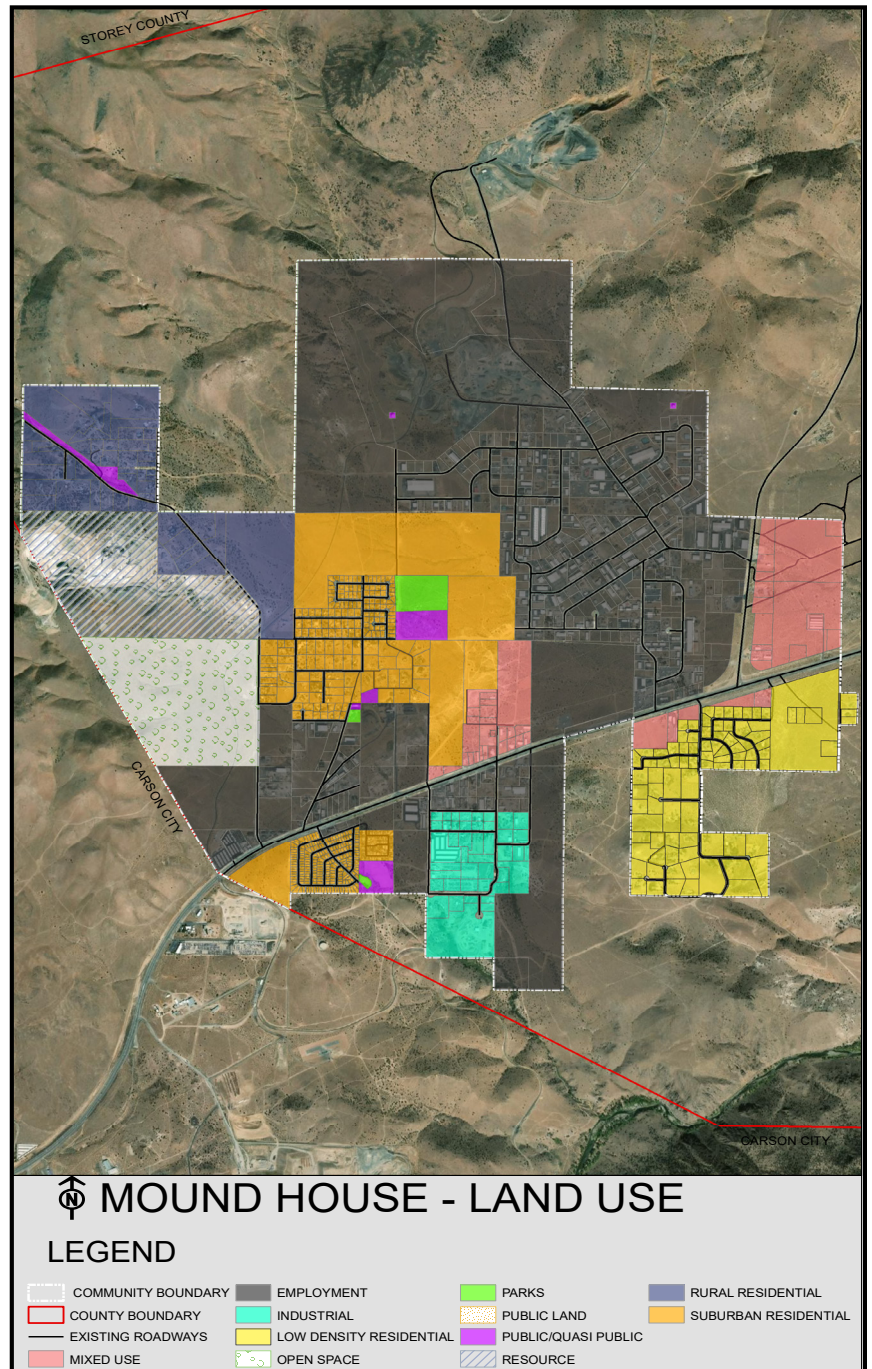 STOREY COUNTY
CARSON CITY
CARSON CITY
N
MOUND HOUSE - LAND USE
LEGEND
COMMUNITY BOUNDARY
COUNTY BOUNDARY
EXISTING ROADWAYS
MIXED USE
EMPLOYMENT
INDUSTRIAL
LOW DENSITY RESIDENTIAL
OPEN SPACE
PARKS
PUBLIC LAND
PUBLIC/QUASI PUBLIC
RESOURCE
RURAL RESIDENTIAL
SUBURBAN RESIDENTIAL